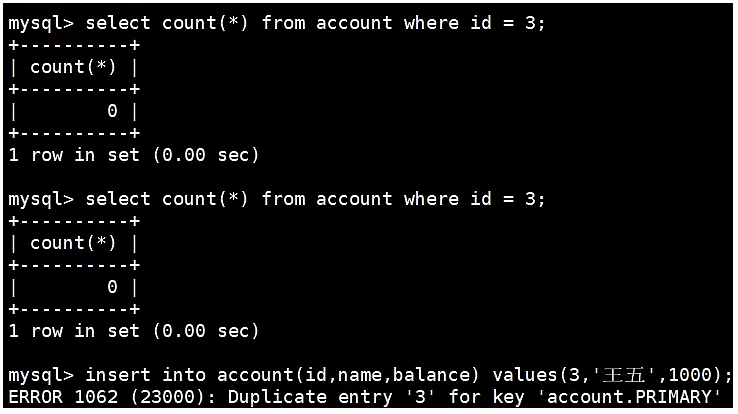 mysql> select count(*) from account where id = 3;
+----------+
| count(*) |
+----------+
|        0 |
+----------+
1 row in set (0.00 sec)
mysql> select count(*) from account where id = 3;
+----------+
| count(*) |
+----------+
|        0 |
+----------+
1 row in set (0.00 sec)
mysql> insert into account(id,name,balance) values(3,'王五',1000);
ERROR 1062 (23000): Duplicate entry '3' for key 'account.PRIMARY'